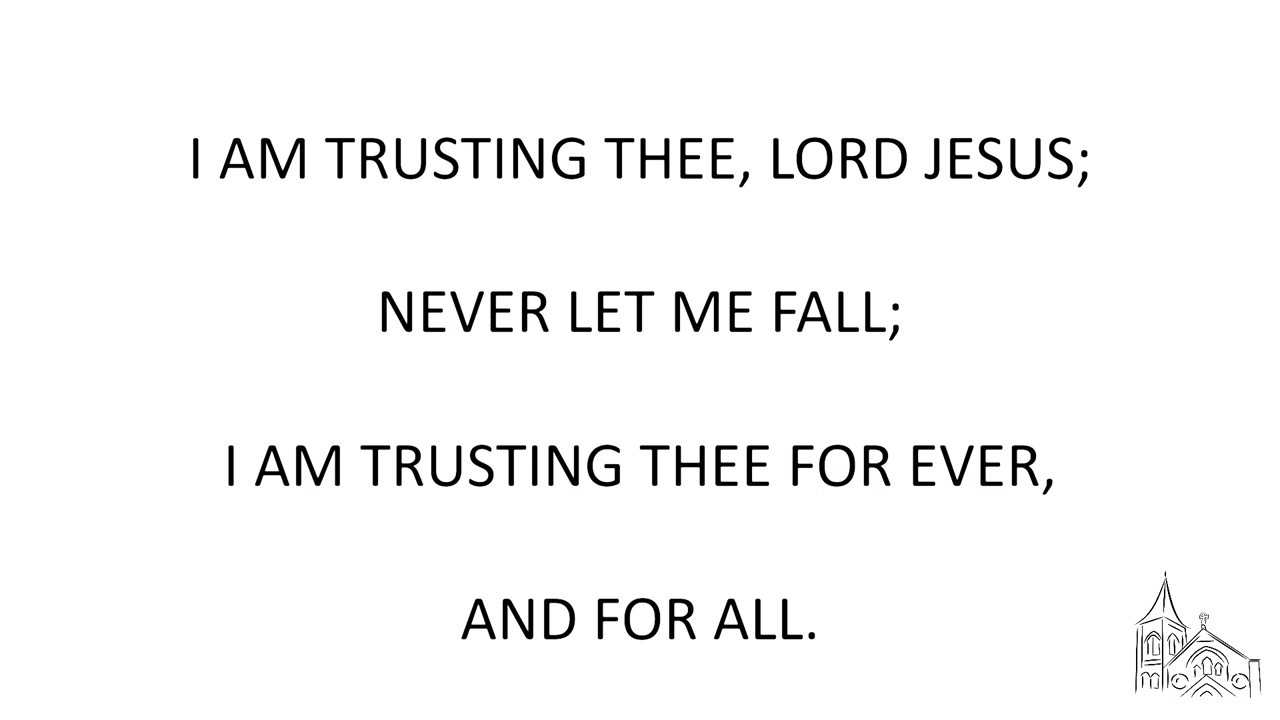 I AM TRUSTING THEE, LORD JESUS;
NEVER LET ME FALL;
I AM TRUSTING THEE FOR EVER,
AND FOR ALL.